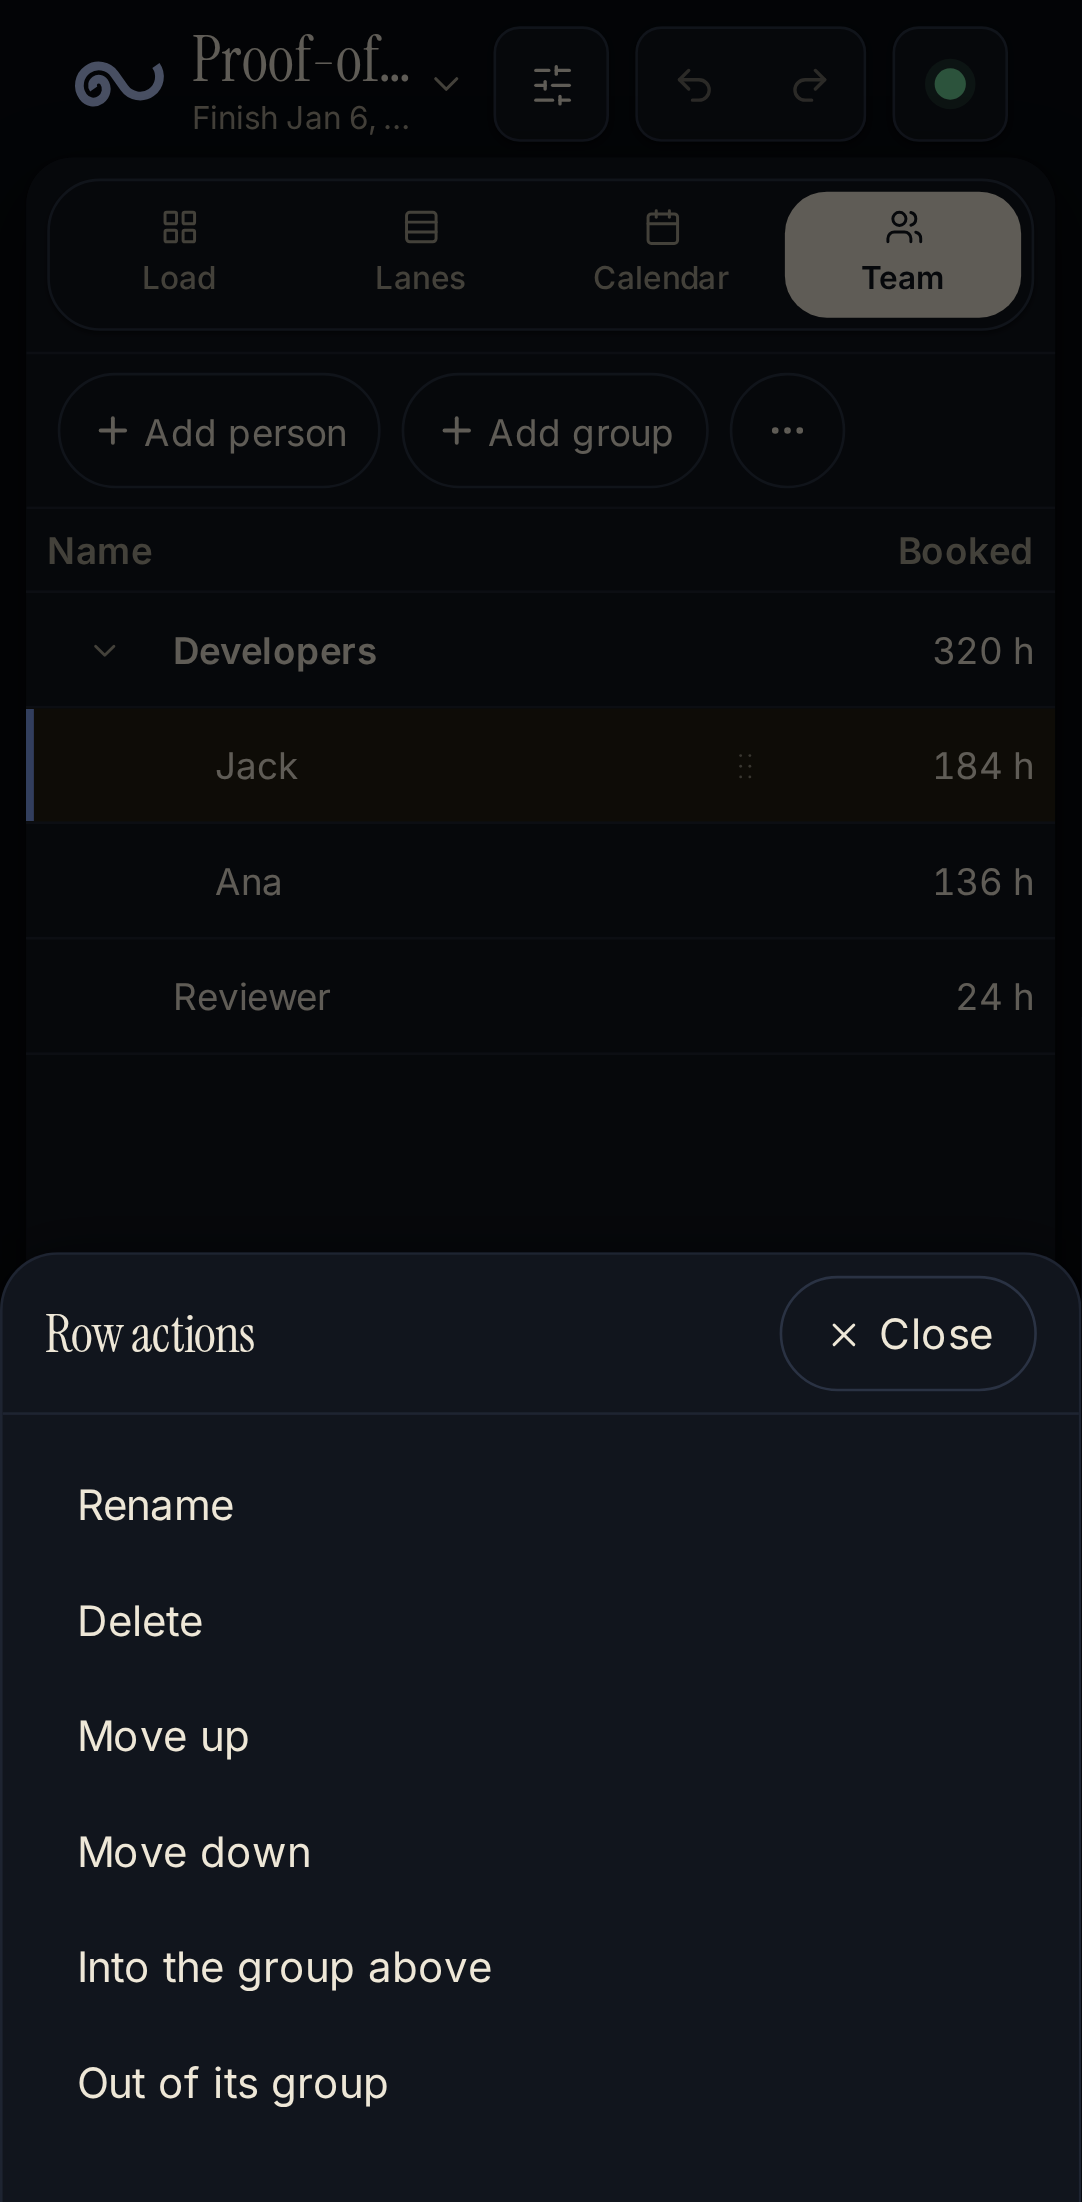 Proof-of...
Finish Jan 6, ...
Load Lanes Calendar Team
+ Add person + Add group ...
Name Booked
Developers 320 h
Jack 184 h
Ana 136 h
Reviewer 24 h
Row actions × Close
Rename
Delete
Move up
Move down
Into the group above
Out of its group